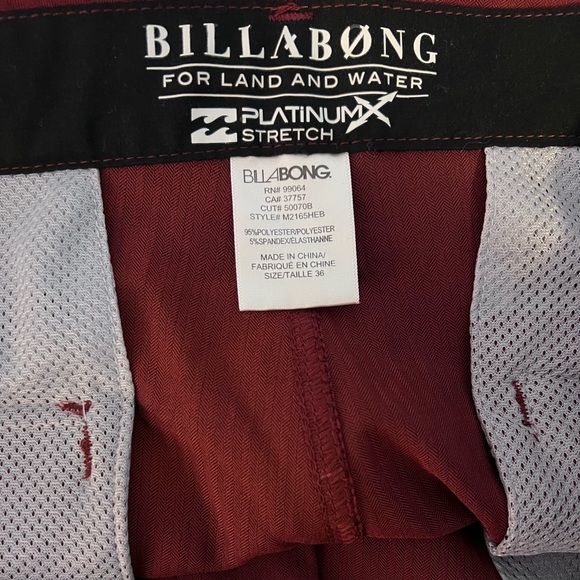 BILLABØNG
FOR LAND AND WATER
PLATINUMX
STRETCH
BILLABONG.
RN# 99064
CA# 37757
CUT# 50070B
STYLE# M2165HEB
95%POLYESTER/POLYESTER
5%SPANDEX/ÉLASTHANNE
MADE IN CHINA/
FABRIQUÉ EN CHINE
SIZE/TAILLE 36